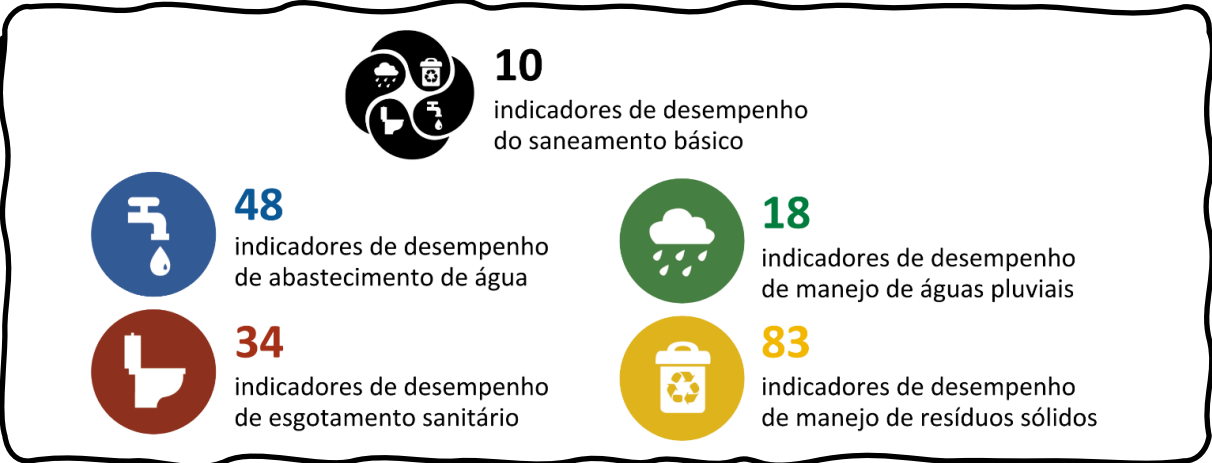 10
indicadores de desempenho
do saneamento básico
48
indicadores de desempenho
de abastecimento de água
18
indicadores de desempenho
de manejo de águas pluviais
34
indicadores de desempenho
de esgotamento sanitário
83
indicadores de desempenho
de manejo de resíduos sólidos